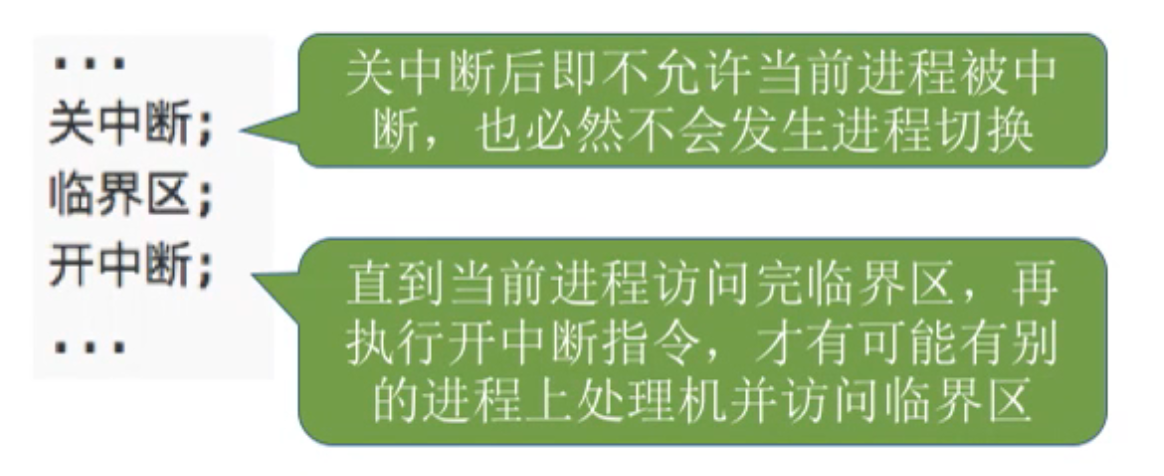 ...
关中断;
临界区;
开中断;
...
关中断后即不允许当前进程被中
断，也必然不会发生进程切换
直到当前进程访问完临界区，再
执行开中断指令，才有可能有别
的进程上处理机并访问临界区